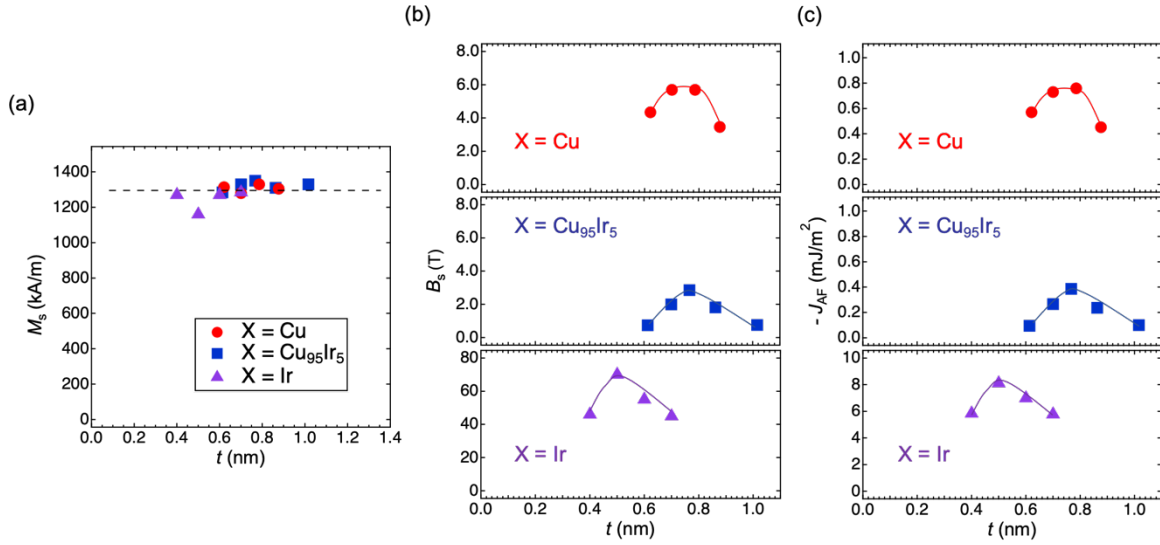 (a)
Ms (kA/m)
1400
1200
1000
800
600
400
200
0
X = Cu
X = Cu95Ir5
X = Ir
0.0 0.2 0.4 0.6 0.8 1.0 1.2 1.4
t (nm)
(b)
Bs (T)
8.0
6.0
4.0
2.0
0.0
X = Cu
8.0
6.0
4.0
2.0
0.0
X = Cu95Ir5
80
60
40
20
0
X = Ir
0.0 0.2 0.4 0.6 0.8 1.0
t (nm)
(c)
- JAF (mJ/m2)
1.0
0.8
0.6
0.4
0.2
0.0
X = Cu
1.0
0.8
0.6
0.4
0.2
0.0
X = Cu95Ir5
10
8
6
4
2
0
X = Ir
0.0 0.2 0.4 0.6 0.8 1.0
t (nm)